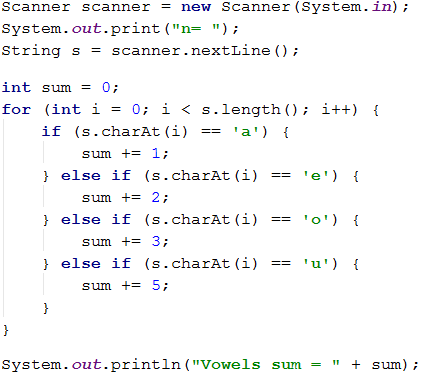 Scanner scanner = new Scanner(System.in);
System.out.print("n= ");
String s = scanner.nextLine();
int sum = 0;
for (int i = 0; i < s.length(); i++) {
if (s.charAt(i) == 'a') {
sum += 1;
} else if (s.charAt(i) == 'e') {
sum += 2;
} else if (s.charAt(i) == 'o') {
sum += 3;
} else if (s.charAt(i) == 'u') {
sum += 5;
}
}
System.out.println("Vowels sum = " + sum);